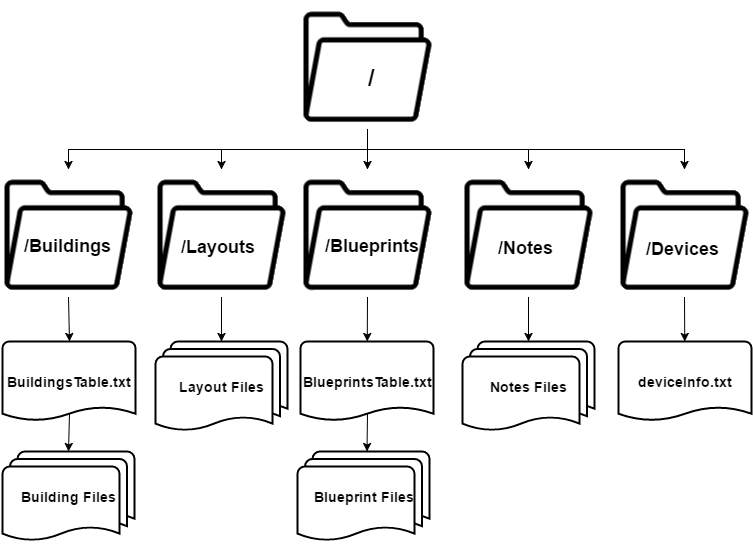 /
/Buildings
/Layouts
/Blueprints
/Notes
/Devices
BuildingsTable.txt
Layout Files
BlueprintsTable.txt
Notes Files
deviceInfo.txt
Building Files
Blueprint Files